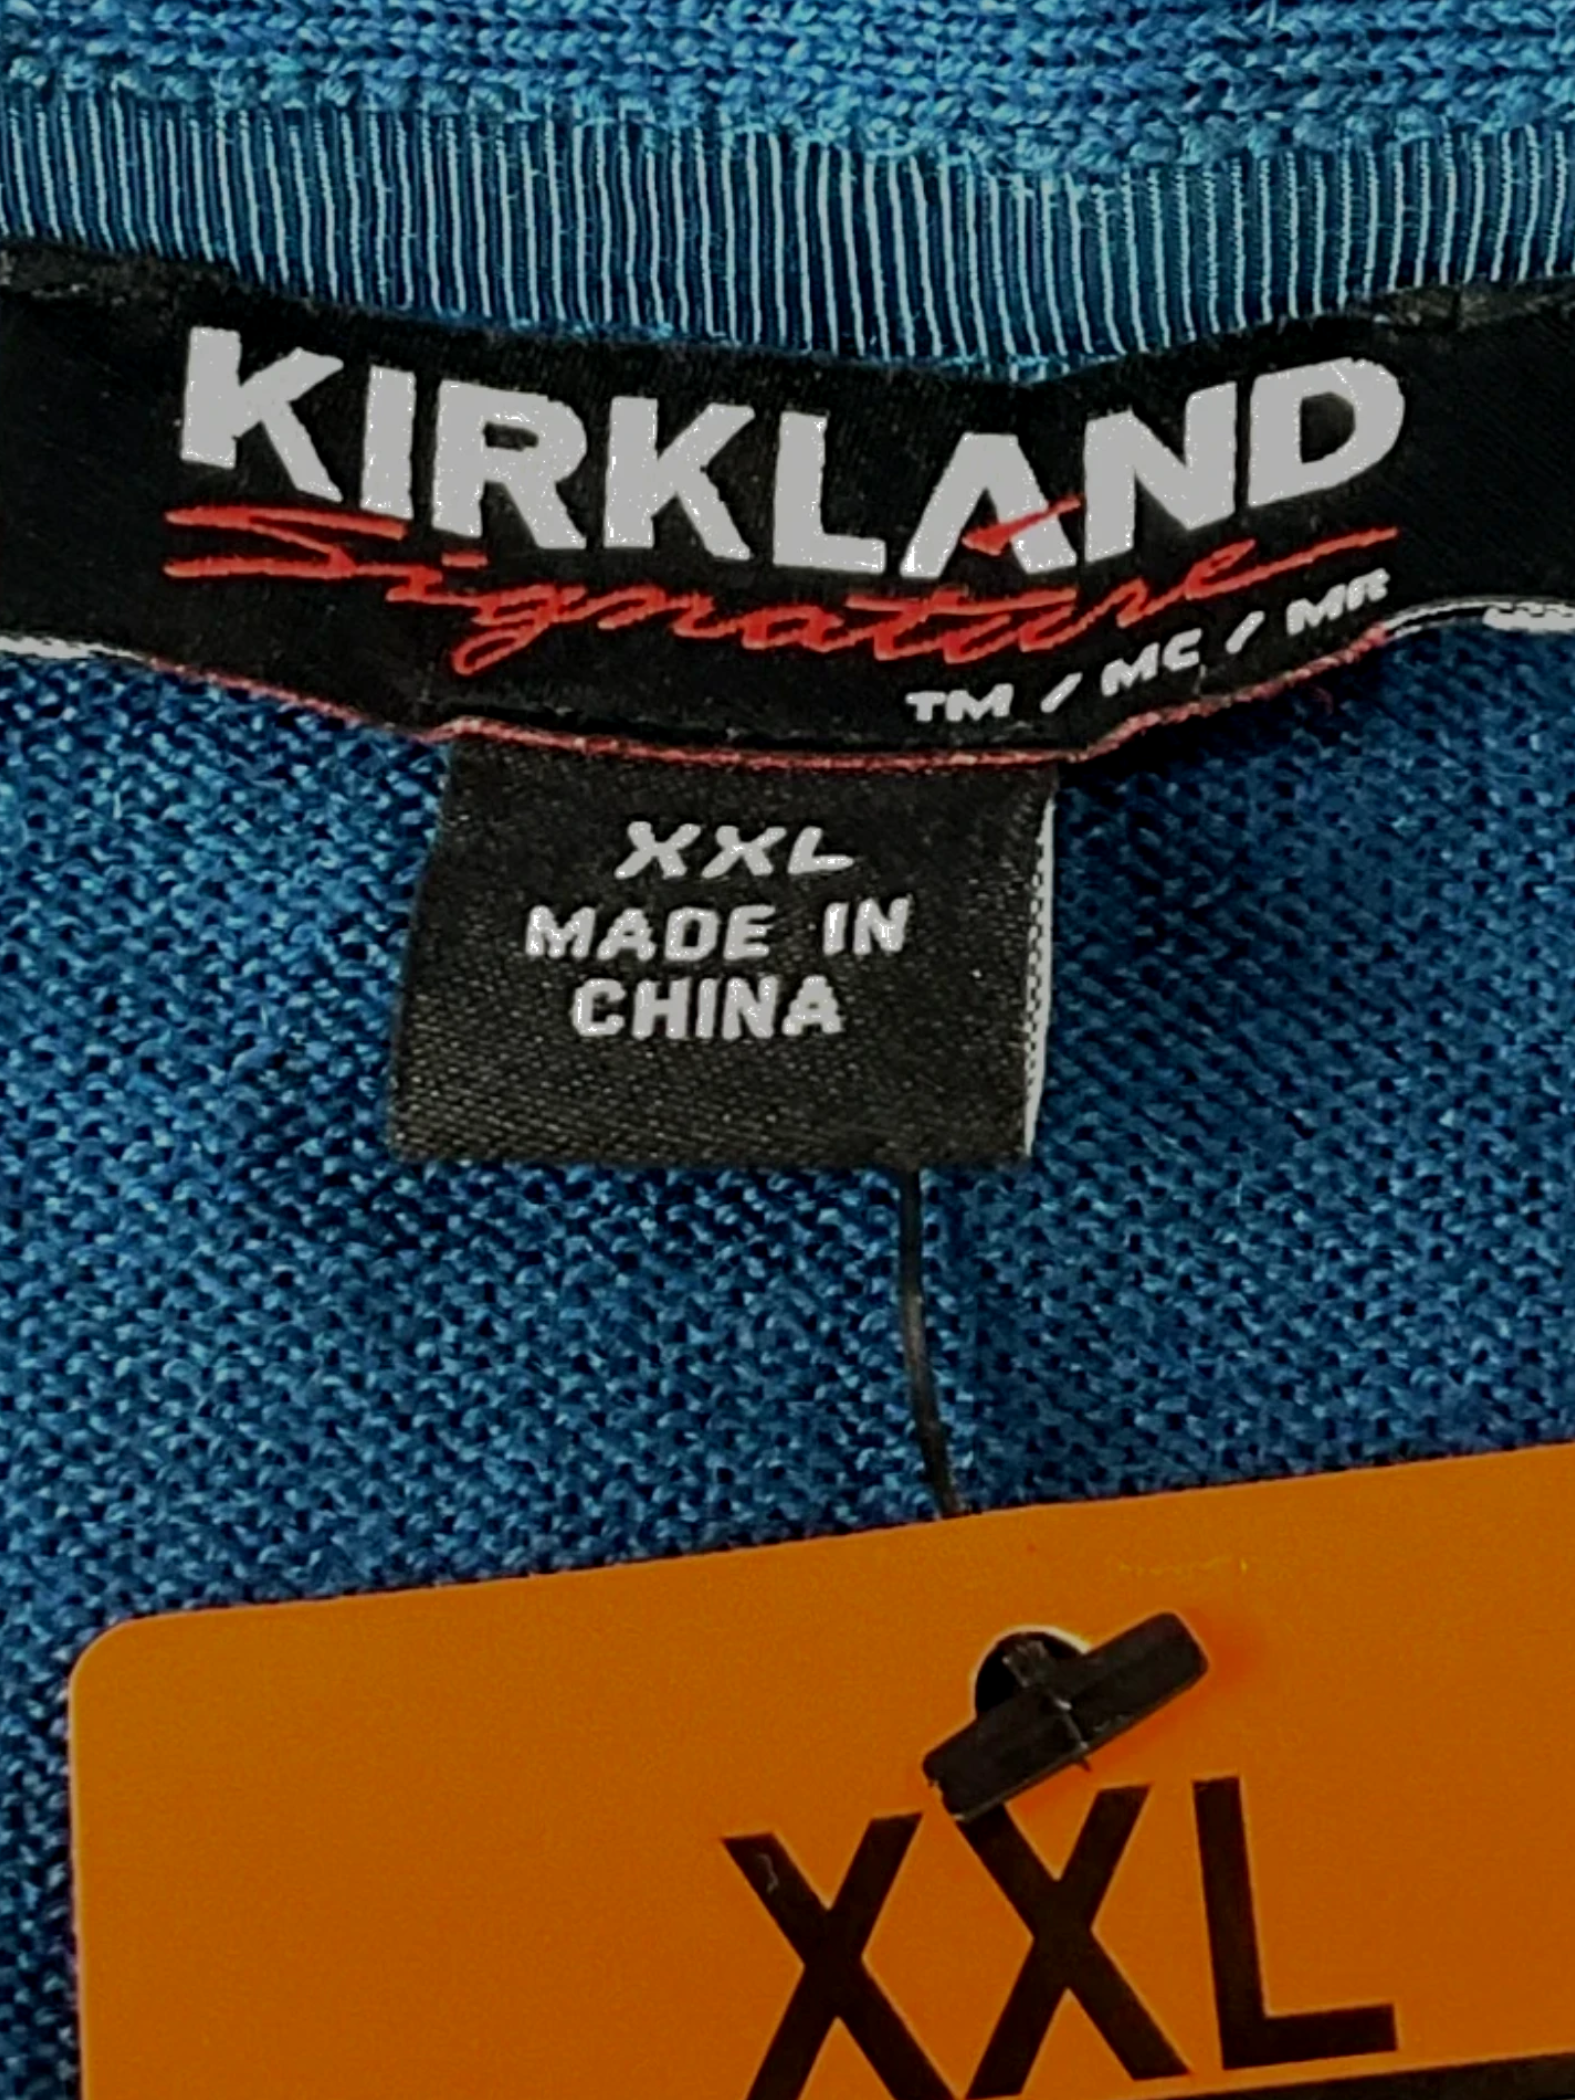 KIRKLAND
Signature
TM / MC / MR
XXL
MADE IN
CHINA
XXL